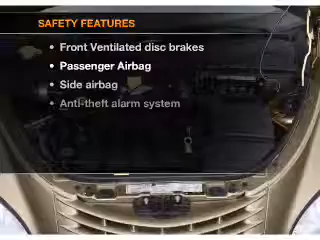 SAFETY FEATURES
• Front Ventilated disc brakes
• Passenger Airbag
• Side airbag
• Anti-theft alarm system